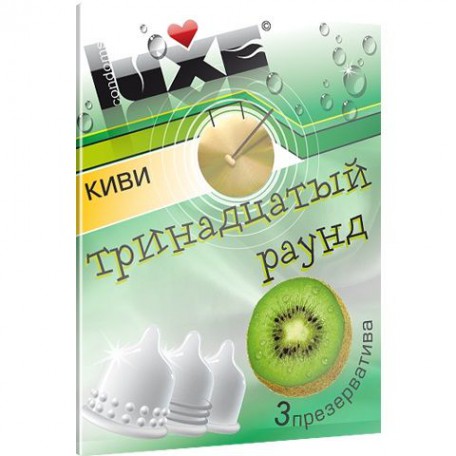 condoms
luxe ©
КИВИ
тринадцатый
раунд
3 презерватива